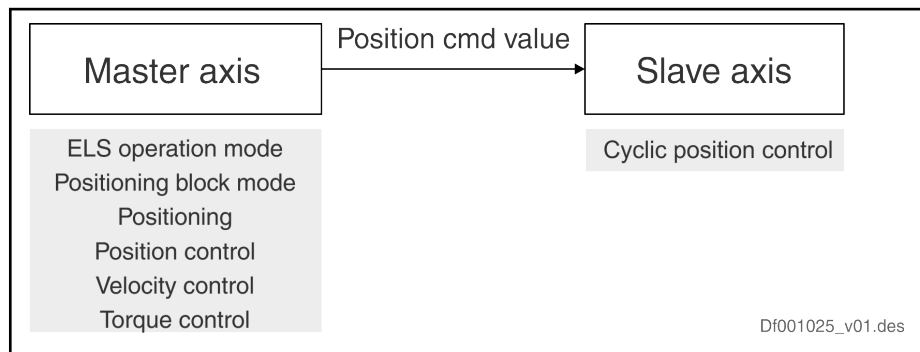 Position cmd value
Master axis
Slave axis
ELS operation mode
Positioning block mode
Positioning
Position control
Velocity control
Torque control
Cyclic position control
Df001025_v01.des